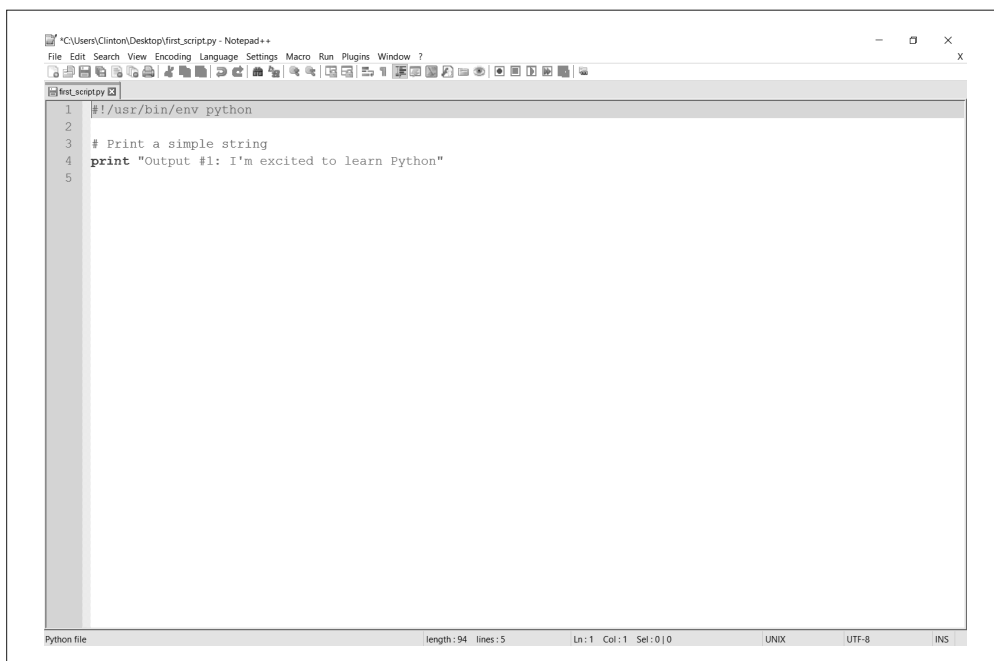 *C:\Users\Clinton\Desktop\first_script.py - Notepad++
File Edit Search View Encoding Language Settings Macro Run Plugins Window ? X
first_script.py
1 #!/usr/bin/env python
2
3 # Print a simple string
4 print "Output #1: I'm excited to learn Python"
5
Python file length : 94 lines : 5 Ln : 1 Col : 1 Sel : 0 | 0 UNIX UTF-8 INS